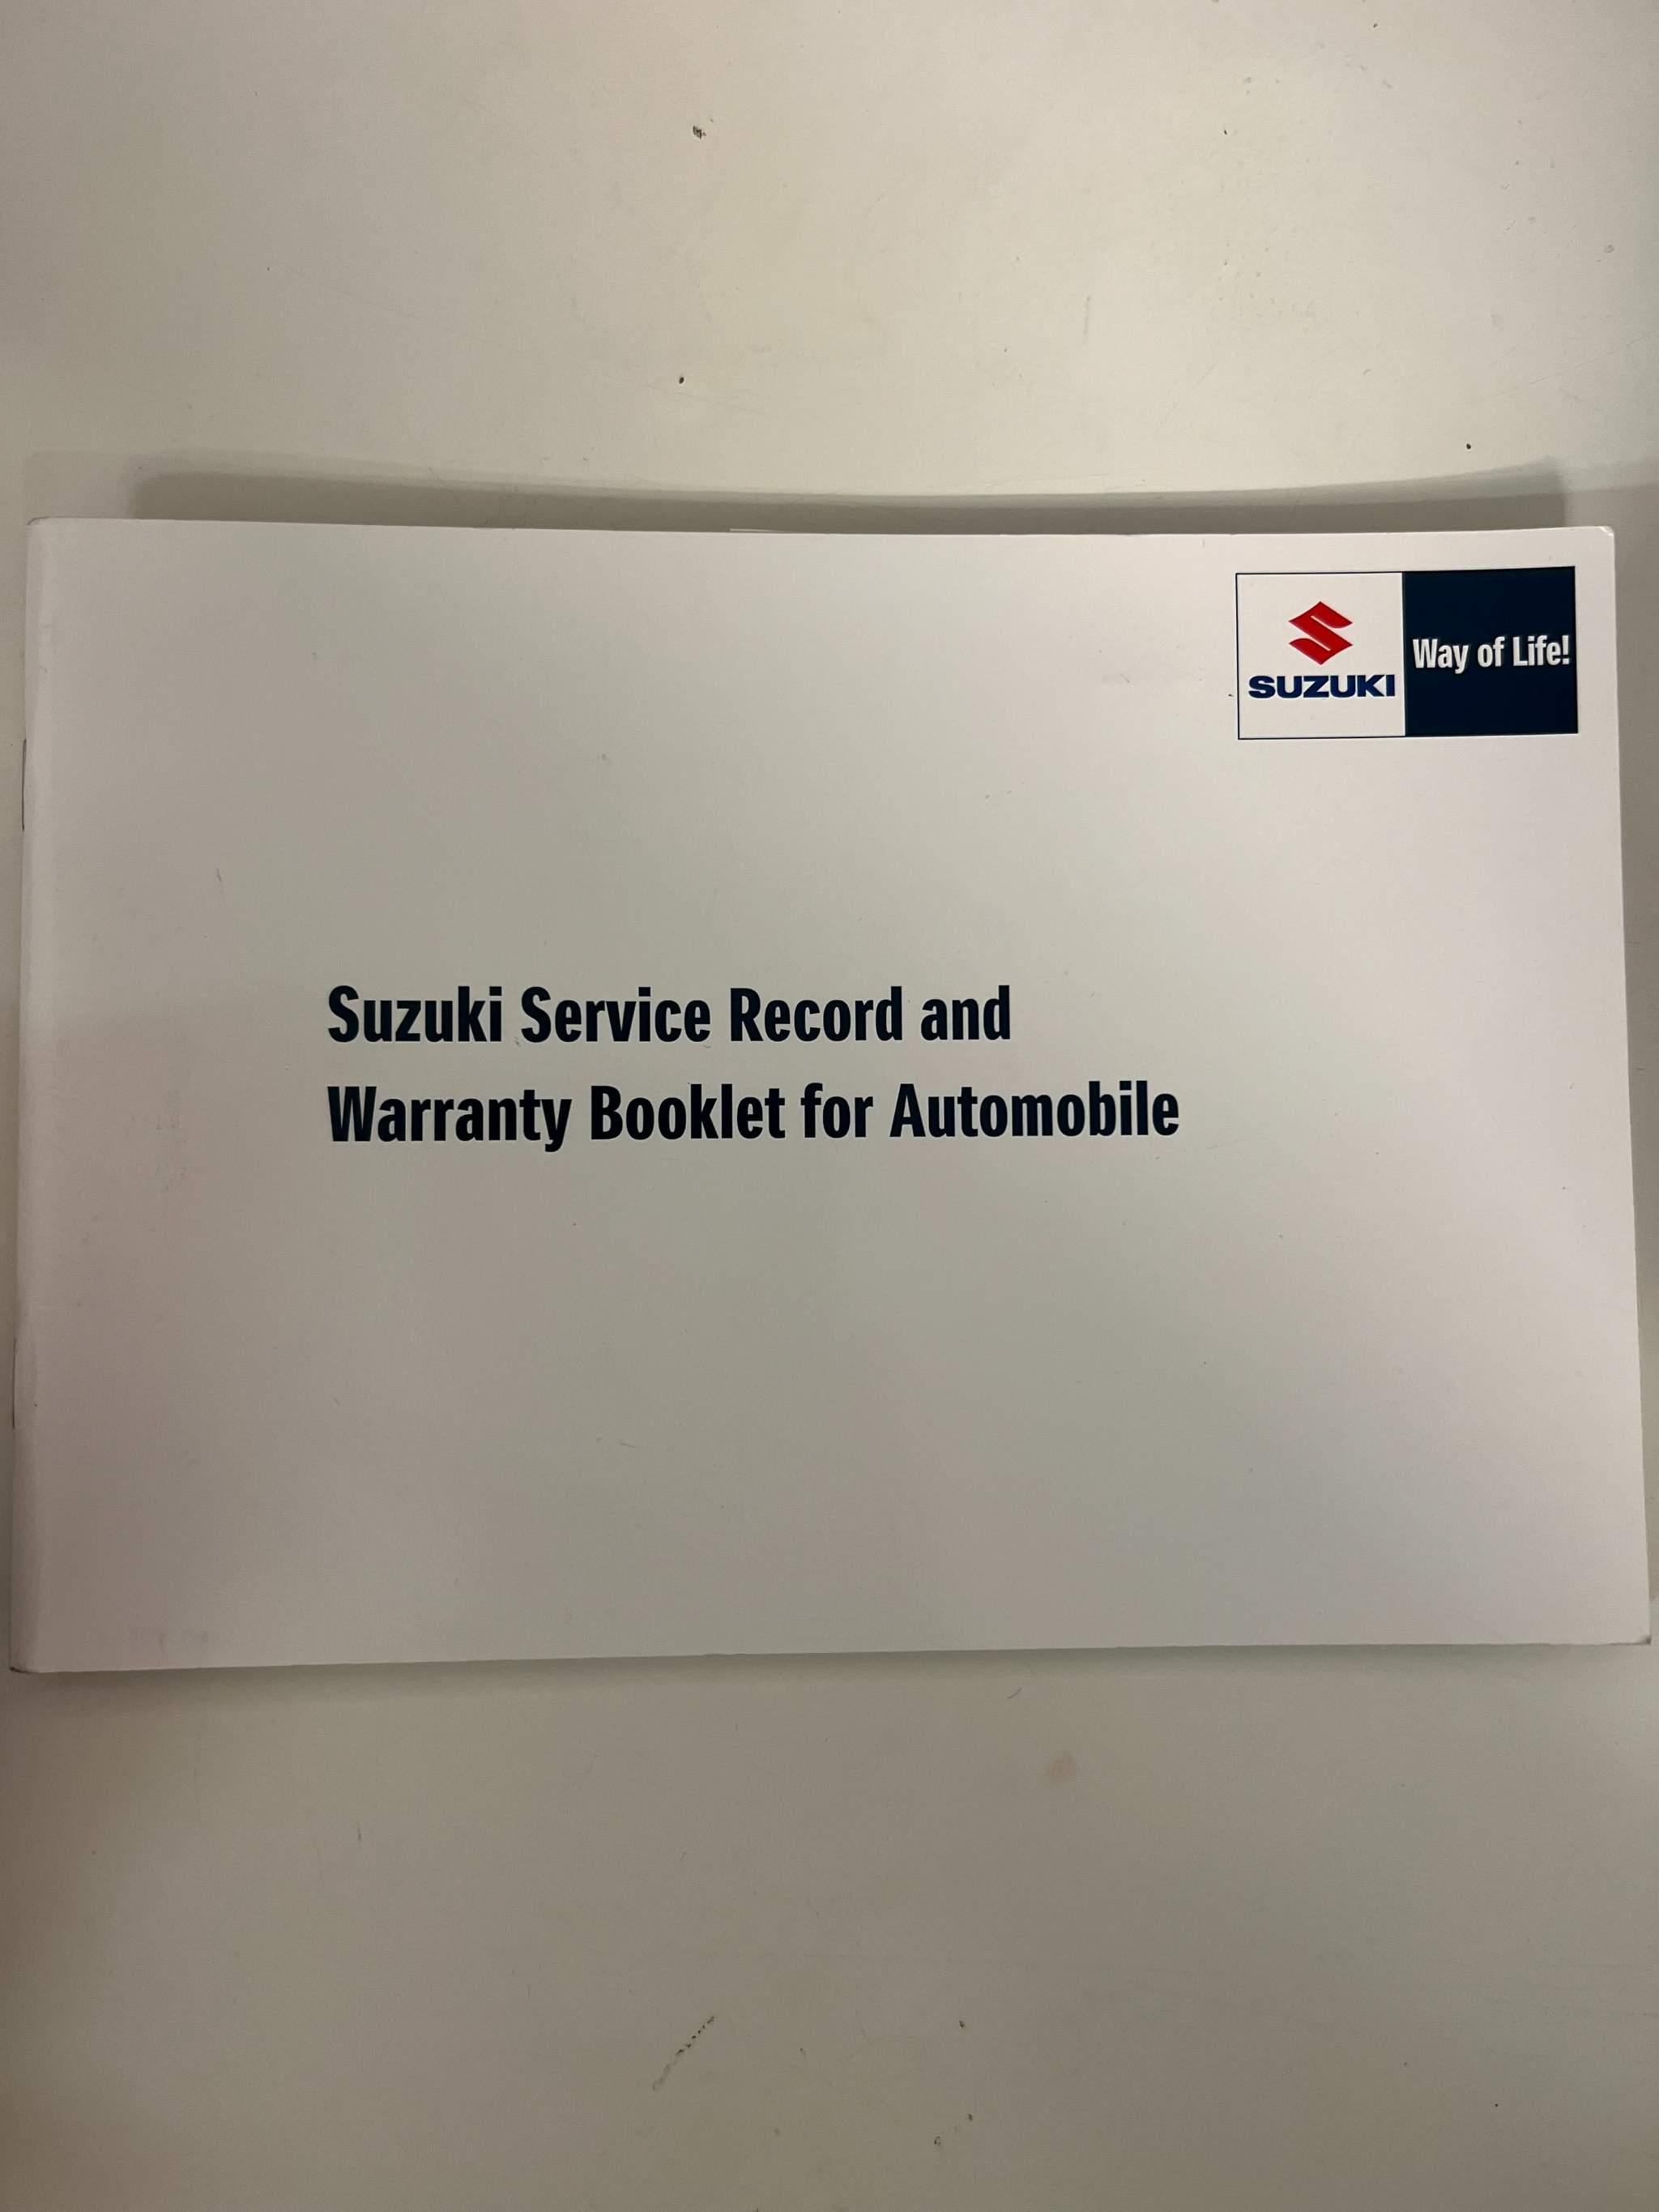 SUZUKI
Way of Life!
Suzuki Service Record and
Warranty Booklet for Automobile